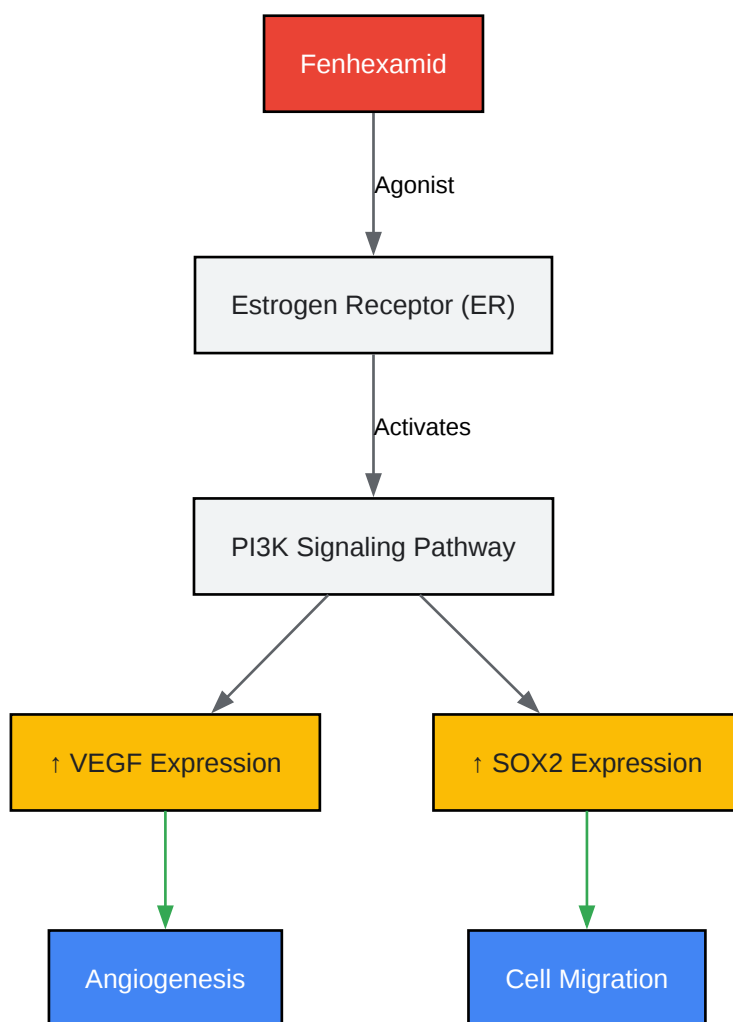 Fenhexamid
Agonist
Estrogen Receptor (ER)
Activates
PI3K Signaling Pathway
↑ VEGF Expression
↑ SOX2 Expression
Angiogenesis
Cell Migration